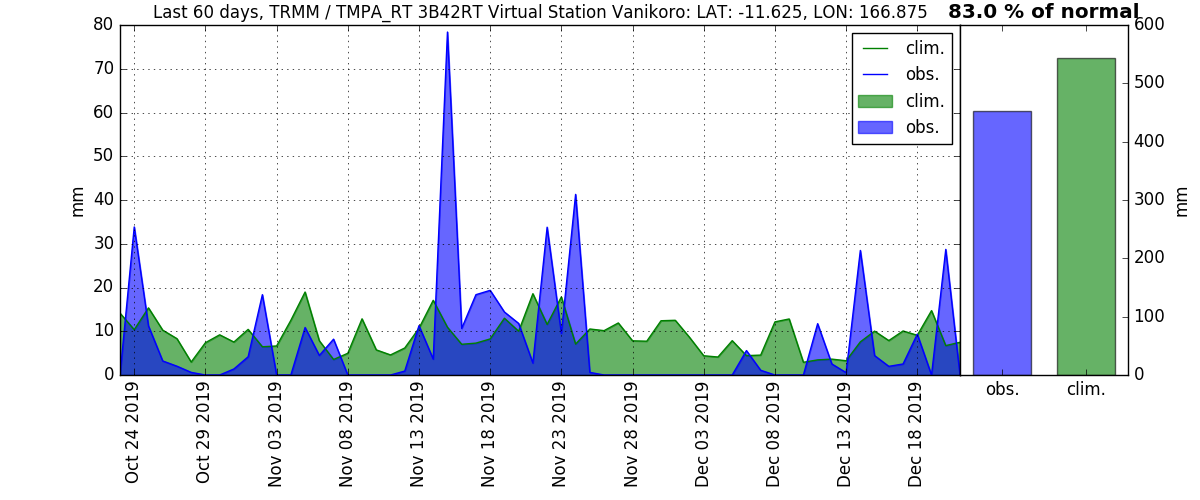 Last 60 days, TRMM / TMPA_RT 3B42RT Virtual Station Vanikoro: LAT: -11.625, LON: 166.875
83.0 % of normal
80
70
60
50
40
30
20
10
0
mm
clim.
obs.
clim.
obs.
Oct 24 2019
Oct 29 2019
Nov 03 2019
Nov 08 2019
Nov 13 2019
Nov 18 2019
Nov 23 2019
Nov 28 2019
Dec 03 2019
Dec 08 2019
Dec 13 2019
Dec 18 2019
600
500
400
300
200
100
0
mm
obs.
clim.